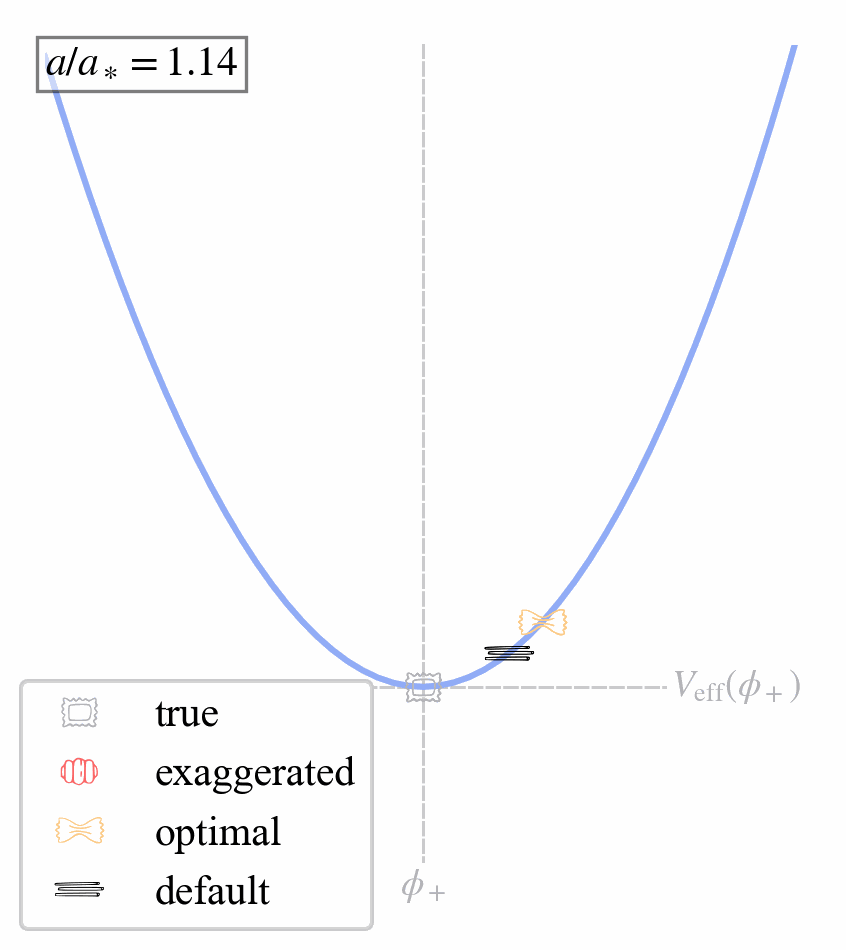 a/a* = 1.14
V_eff(ϕ+)
true
exaggerated
optimal
default
ϕ+